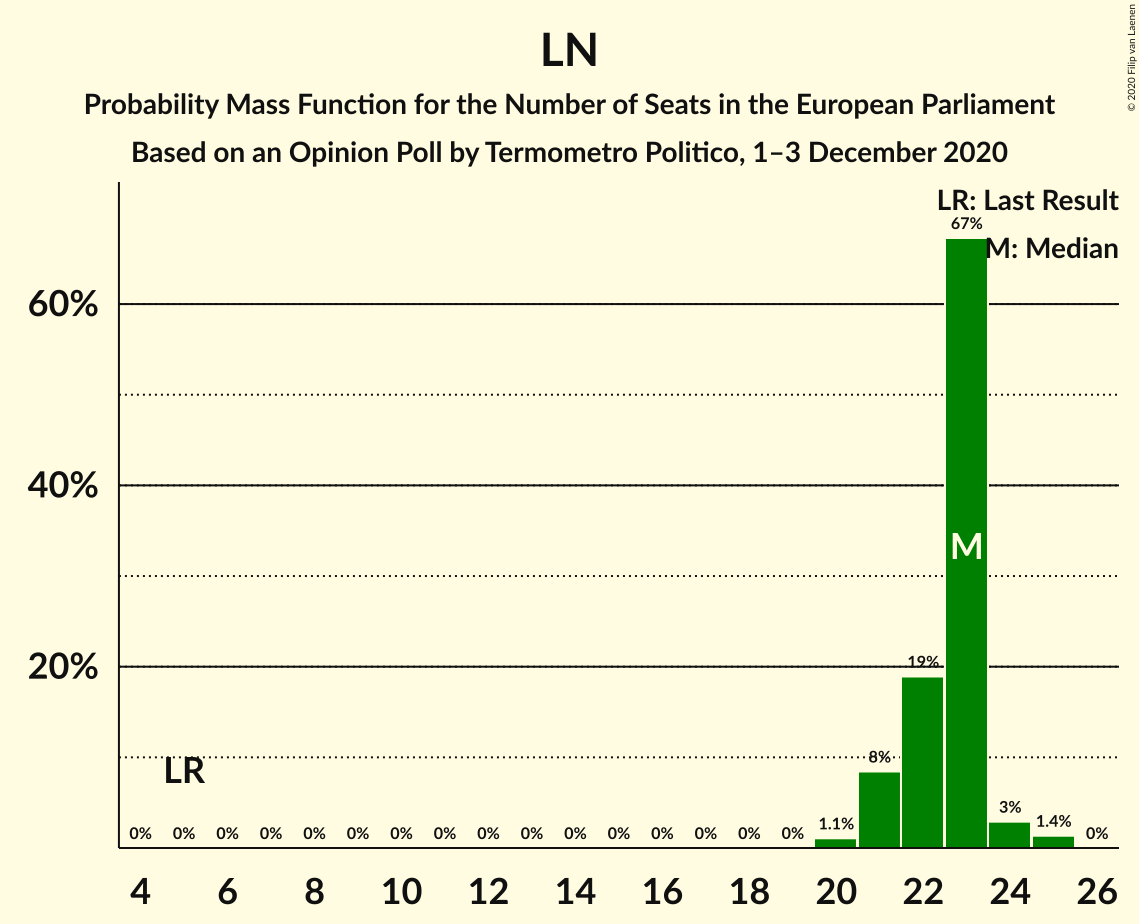 LN
Probability Mass Function for the Number of Seats in the European Parliament
Based on an Opinion Poll by Termometro Politico, 1–3 December 2020
© 2020 Filip van Laenen
LR: Last Result
M: Median
67%
60%
40%
M
20%
19%
8%
LR
3%
1.1%
1.4%
0% 0% 0% 0% 0% 0% 0% 0% 0% 0% 0% 0% 0% 0% 0% 0% 0%
4 6 8 10 12 14 16 18 20 22 24 26